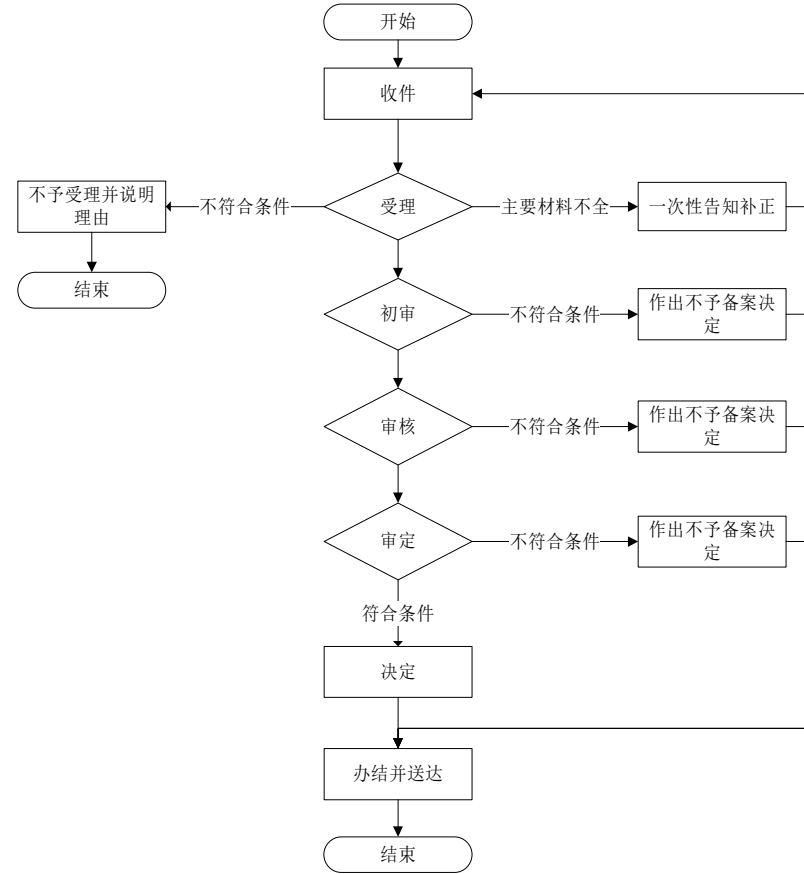 开始
收件
不予受理并说明
理由
不符合条件
受理
主要材料不全
一次性告知补正
结束
初审
不符合条件
作出不予备案决
定
审核
不符合条件
作出不予备案决
定
审定
不符合条件
作出不予备案决
定
符合条件
决定
办结并送达
结束